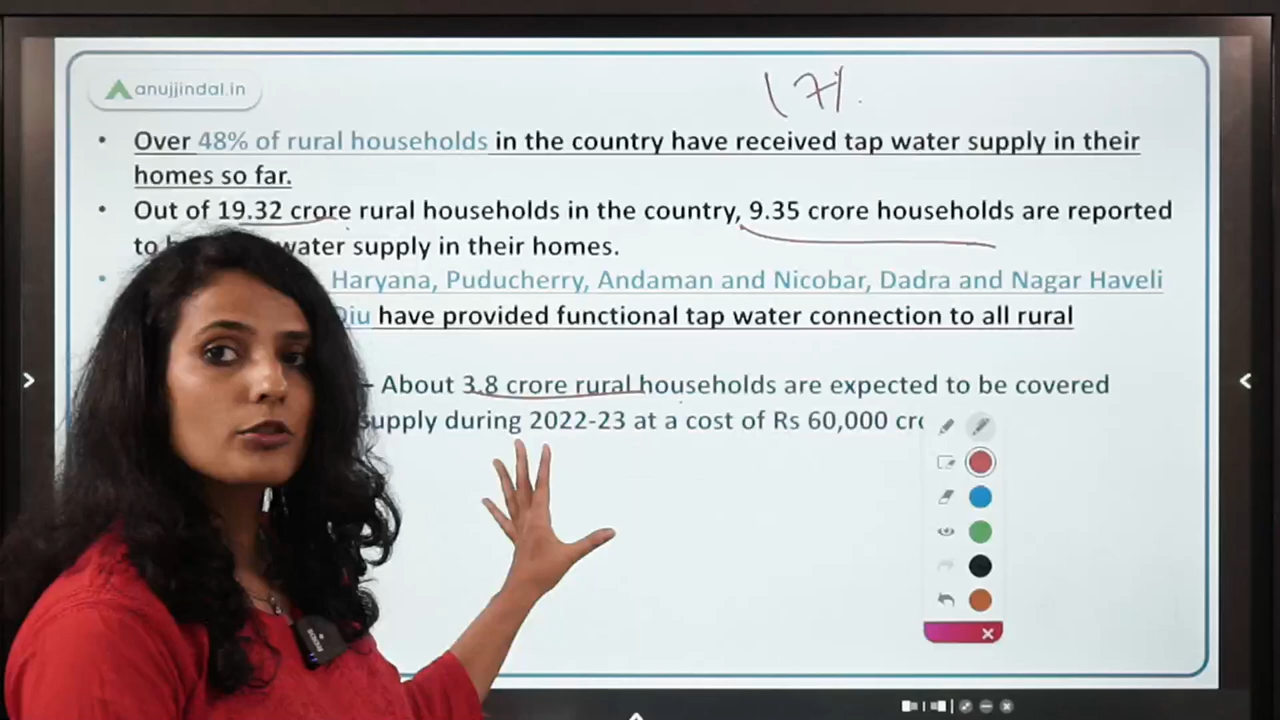 anujjindal.in
17%.
Over 48% of rural households in the country have received tap water supply in their
homes so far.
Out of 19.32 crore rural households in the country, 9.35 crore households are reported
to water supply in their homes.
Haryana, Puducherry, Andaman and Nicobar, Dadra and Nagar Haveli
Diu have provided functional tap water connection to all rural
– About 3.8 crore rural households are expected to be covered
supply during 2022-23 at a cost of Rs 60,000